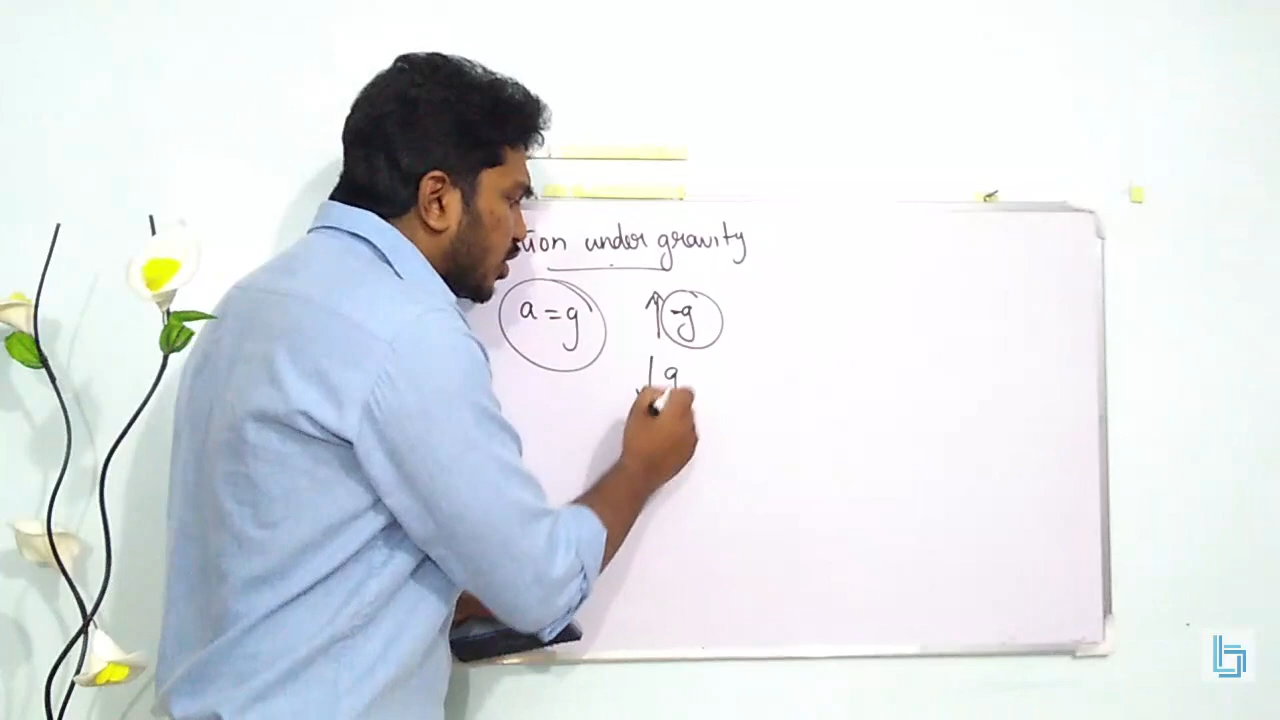 under gravity
a = g ↑ -g
g